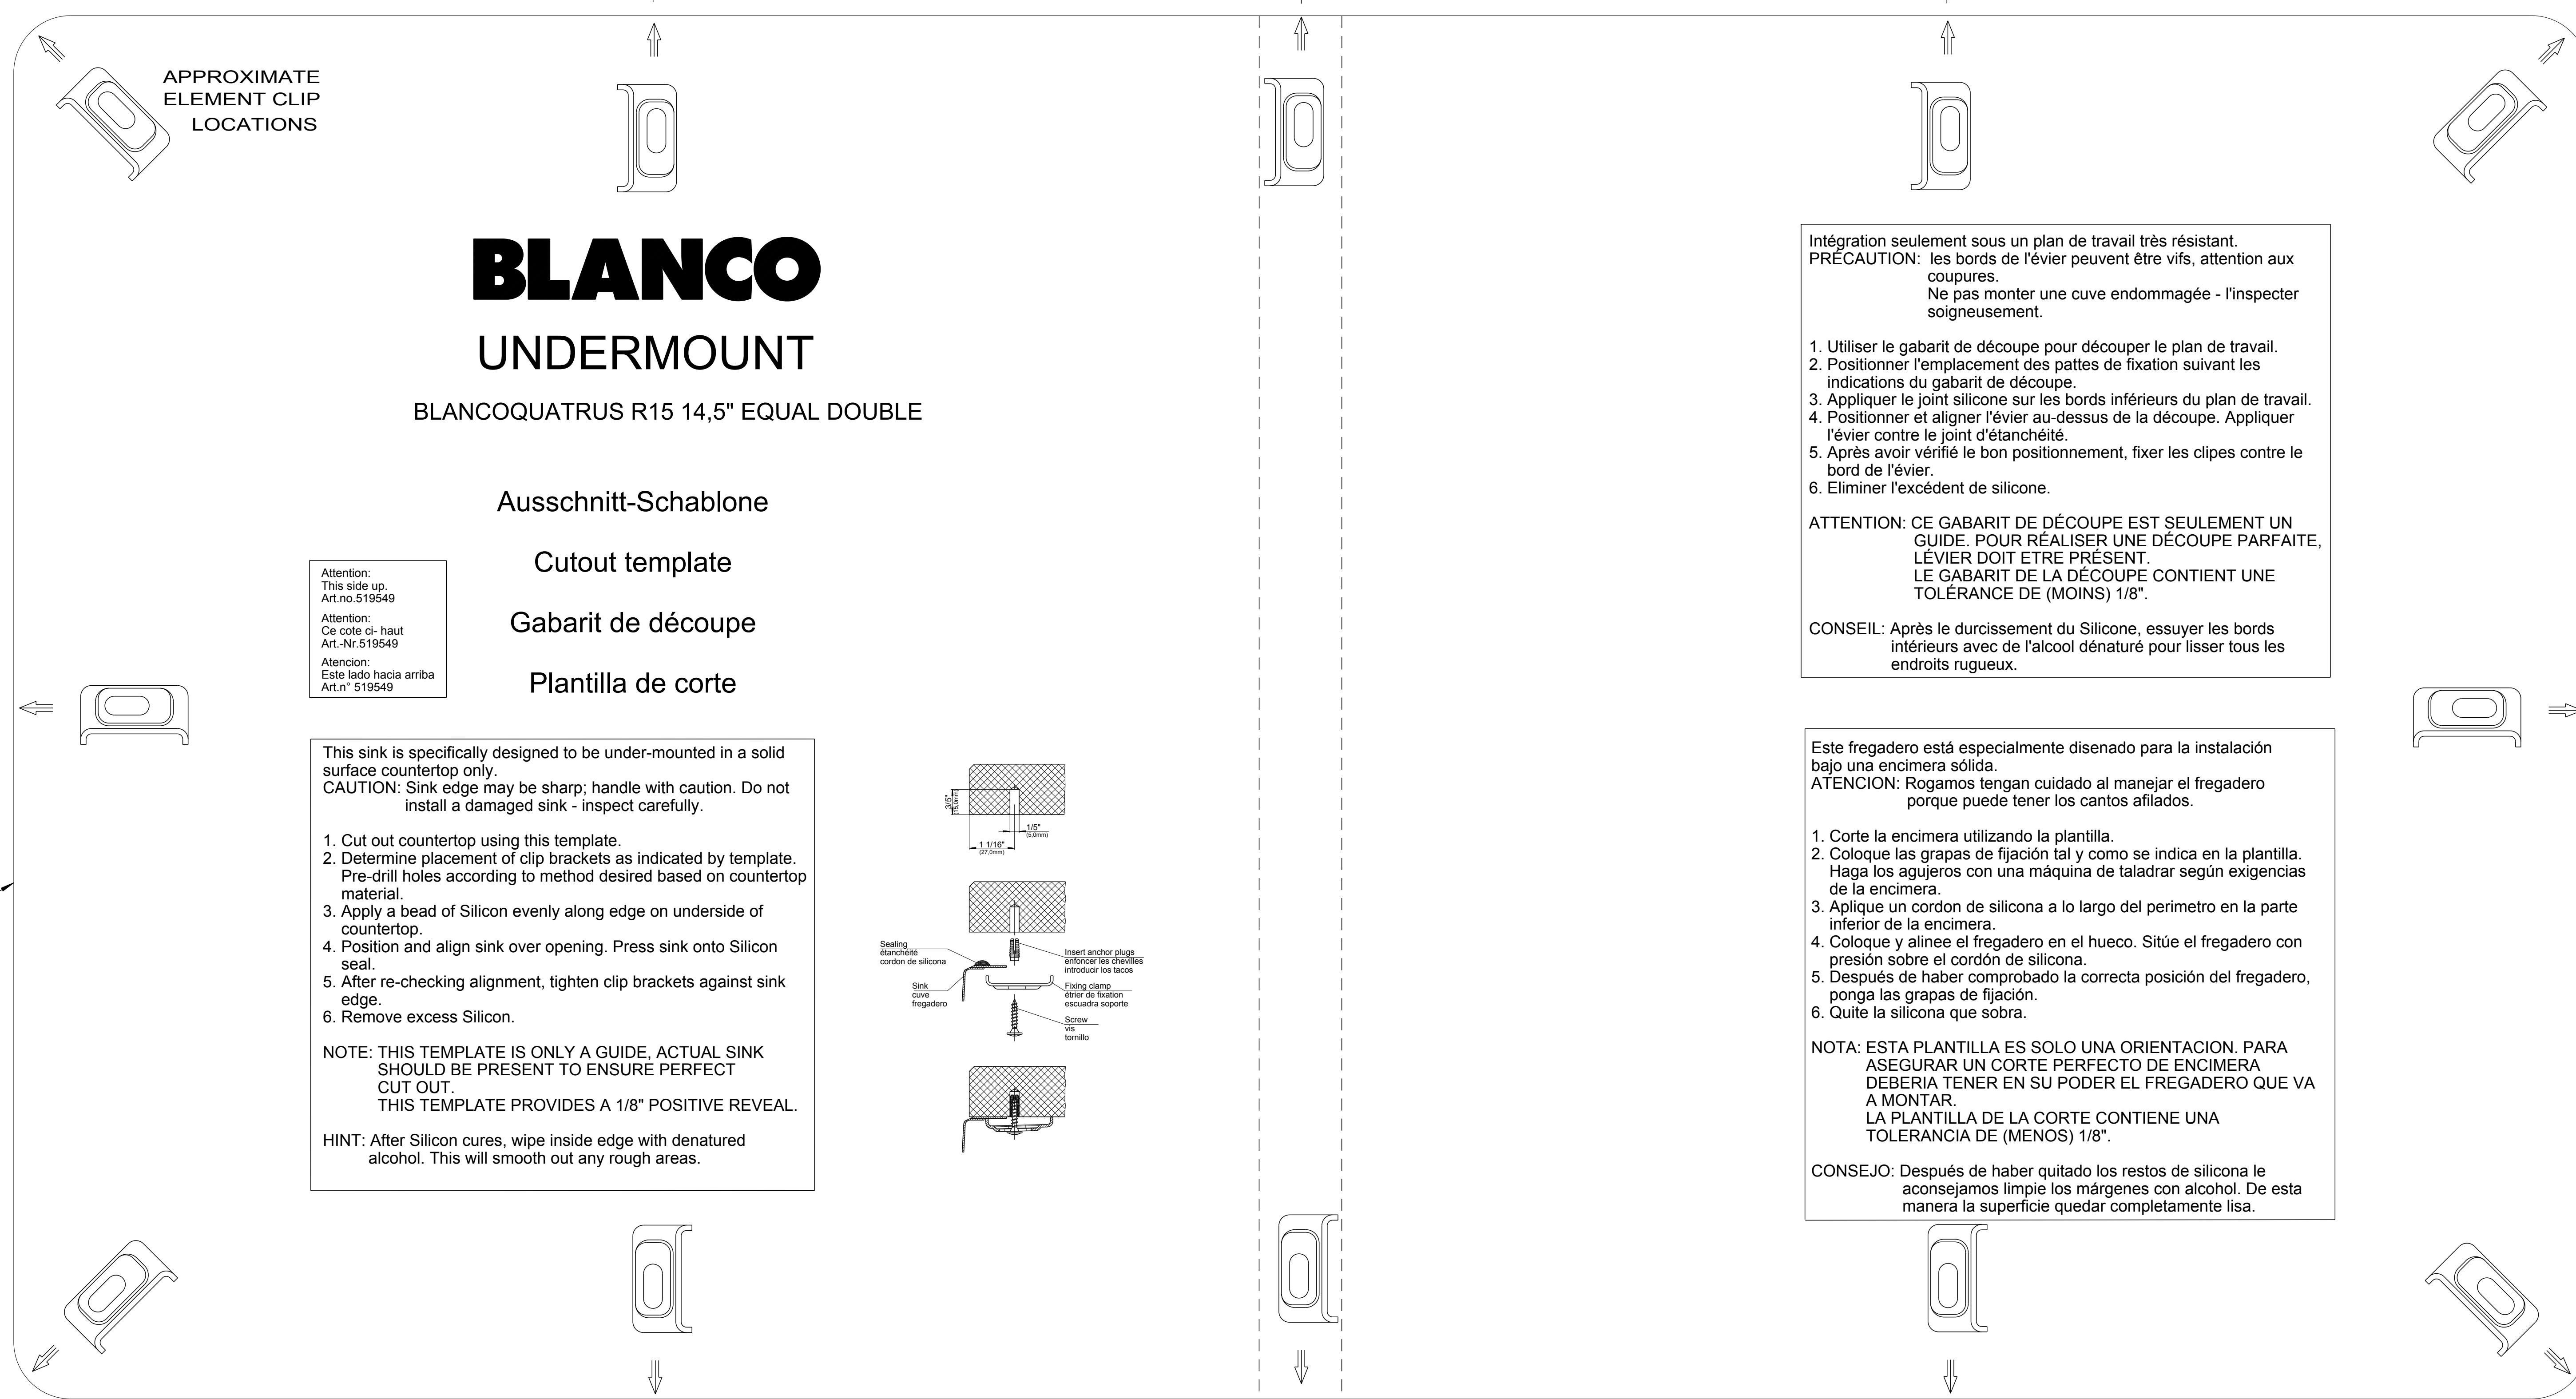 APPROXIMATE
ELEMENT CLIP
LOCATIONS
BLANCO
UNDERMOUNT
BLANCOQUATRUS R15 14,5" EQUAL DOUBLE
Ausschnitt-Schablone
Cutout template
Gabarit de découpe
Plantilla de corte
Attention:
This side up.
Art.no.519549
Attention:
Ce cote ci- haut
Art.-Nr.519549
Atencion:
Este lado hacia arriba
Art.n° 519549
This sink is specifically designed to be under-mounted in a solid
surface countertop only.
CAUTION: Sink edge may be sharp; handle with caution. Do not
install a damaged sink - inspect carefully.
1. Cut out countertop using this template.
2. Determine placement of clip brackets as indicated by template.
Pre-drill holes according to method desired based on countertop
material.
3. Apply a bead of Silicon evenly along edge on underside of
countertop.
4. Position and align sink over opening. Press sink onto Silicon
seal.
5. After re-checking alignment, tighten clip brackets against sink
edge.
6. Remove excess Silicon.
NOTE: THIS TEMPLATE IS ONLY A GUIDE, ACTUAL SINK
SHOULD BE PRESENT TO ENSURE PERFECT
CUT OUT.
THIS TEMPLATE PROVIDES A 1/8" POSITIVE REVEAL.
HINT: After Silicon cures, wipe inside edge with denatured
alcohol. This will smooth out any rough areas.
3/5"
(15,0mm)
1/5"
(5,0mm)
1 1/16"
(27,0mm)
Sealing
étanchéité
cordon de silicona
Sink
cuve
fregadero
Insert anchor plugs
enfoncer les chevilles
introducir los tacos
Fixing clamp
étrier de fixation
escuadra soporte
Screw
vis
tornillo
Intégration seulement sous un plan de travail très résistant.
PRÉCAUTION: les bords de l'évier peuvent être vifs, attention aux
coupures.
Ne pas monter une cuve endommagée - l'inspecter
soigneusement.
1. Utiliser le gabarit de découpe pour découper le plan de travail.
2. Positionner l'emplacement des pattes de fixation suivant les
indications du gabarit de découpe.
3. Appliquer le joint silicone sur les bords inférieurs du plan de travail.
4. Positionner et aligner l'évier au-dessus de la découpe. Appliquer
l'évier contre le joint d'étanchéité.
5. Après avoir vérifié le bon positionnement, fixer les clipes contre le
bord de l'évier.
6. Eliminer l'excédent de silicone.
ATTENTION: CE GABARIT DE DÉCOUPE EST SEULEMENT UN
GUIDE. POUR RÉALISER UNE DÉCOUPE PARFAITE,
LÉVIER DOIT ETRE PRÉSENT.
LE GABARIT DE LA DÉCOUPE CONTIENT UNE
TOLÉRANCE DE (MOINS) 1/8".
CONSEIL: Après le durcissement du Silicone, essuyer les bords
intérieurs avec de l'alcool dénaturé pour lisser tous les
endroits rugueux.
Este fregadero está especialmente disenado para la instalación
bajo una encimera sólida.
ATENCION: Rogamos tengan cuidado al manejar el fregadero
porque puede tener los cantos afilados.
1. Corte la encimera utilizando la plantilla.
2. Coloque las grapas de fijación tal y como se indica en la plantilla.
Haga los agujeros con una máquina de taladrar según exigencias
de la encimera.
3. Aplique un cordon de silicona a lo largo del perimetro en la parte
inferior de la encimera.
4. Coloque y alinee el fregadero en el hueco. Sitúe el fregadero con
presión sobre el cordón de silicona.
5. Después de haber comprobado la correcta posición del fregadero,
ponga las grapas de fijación.
6. Quite la silicona que sobra.
NOTA: ESTA PLANTILLA ES SOLO UNA ORIENTACION. PARA
ASEGURAR UN CORTE PERFECTO DE ENCIMERA
DEBERIA TENER EN SU PODER EL FREGADERO QUE VA
A MONTAR.
LA PLANTILLA DE LA CORTE CONTIENE UNA
TOLERANCIA DE (MENOS) 1/8".
CONSEJO: Después de haber quitado los restos de silicona le
aconsejamos limpie los márgenes con alcohol. De esta
manera la superficie quedar completamente lisa.